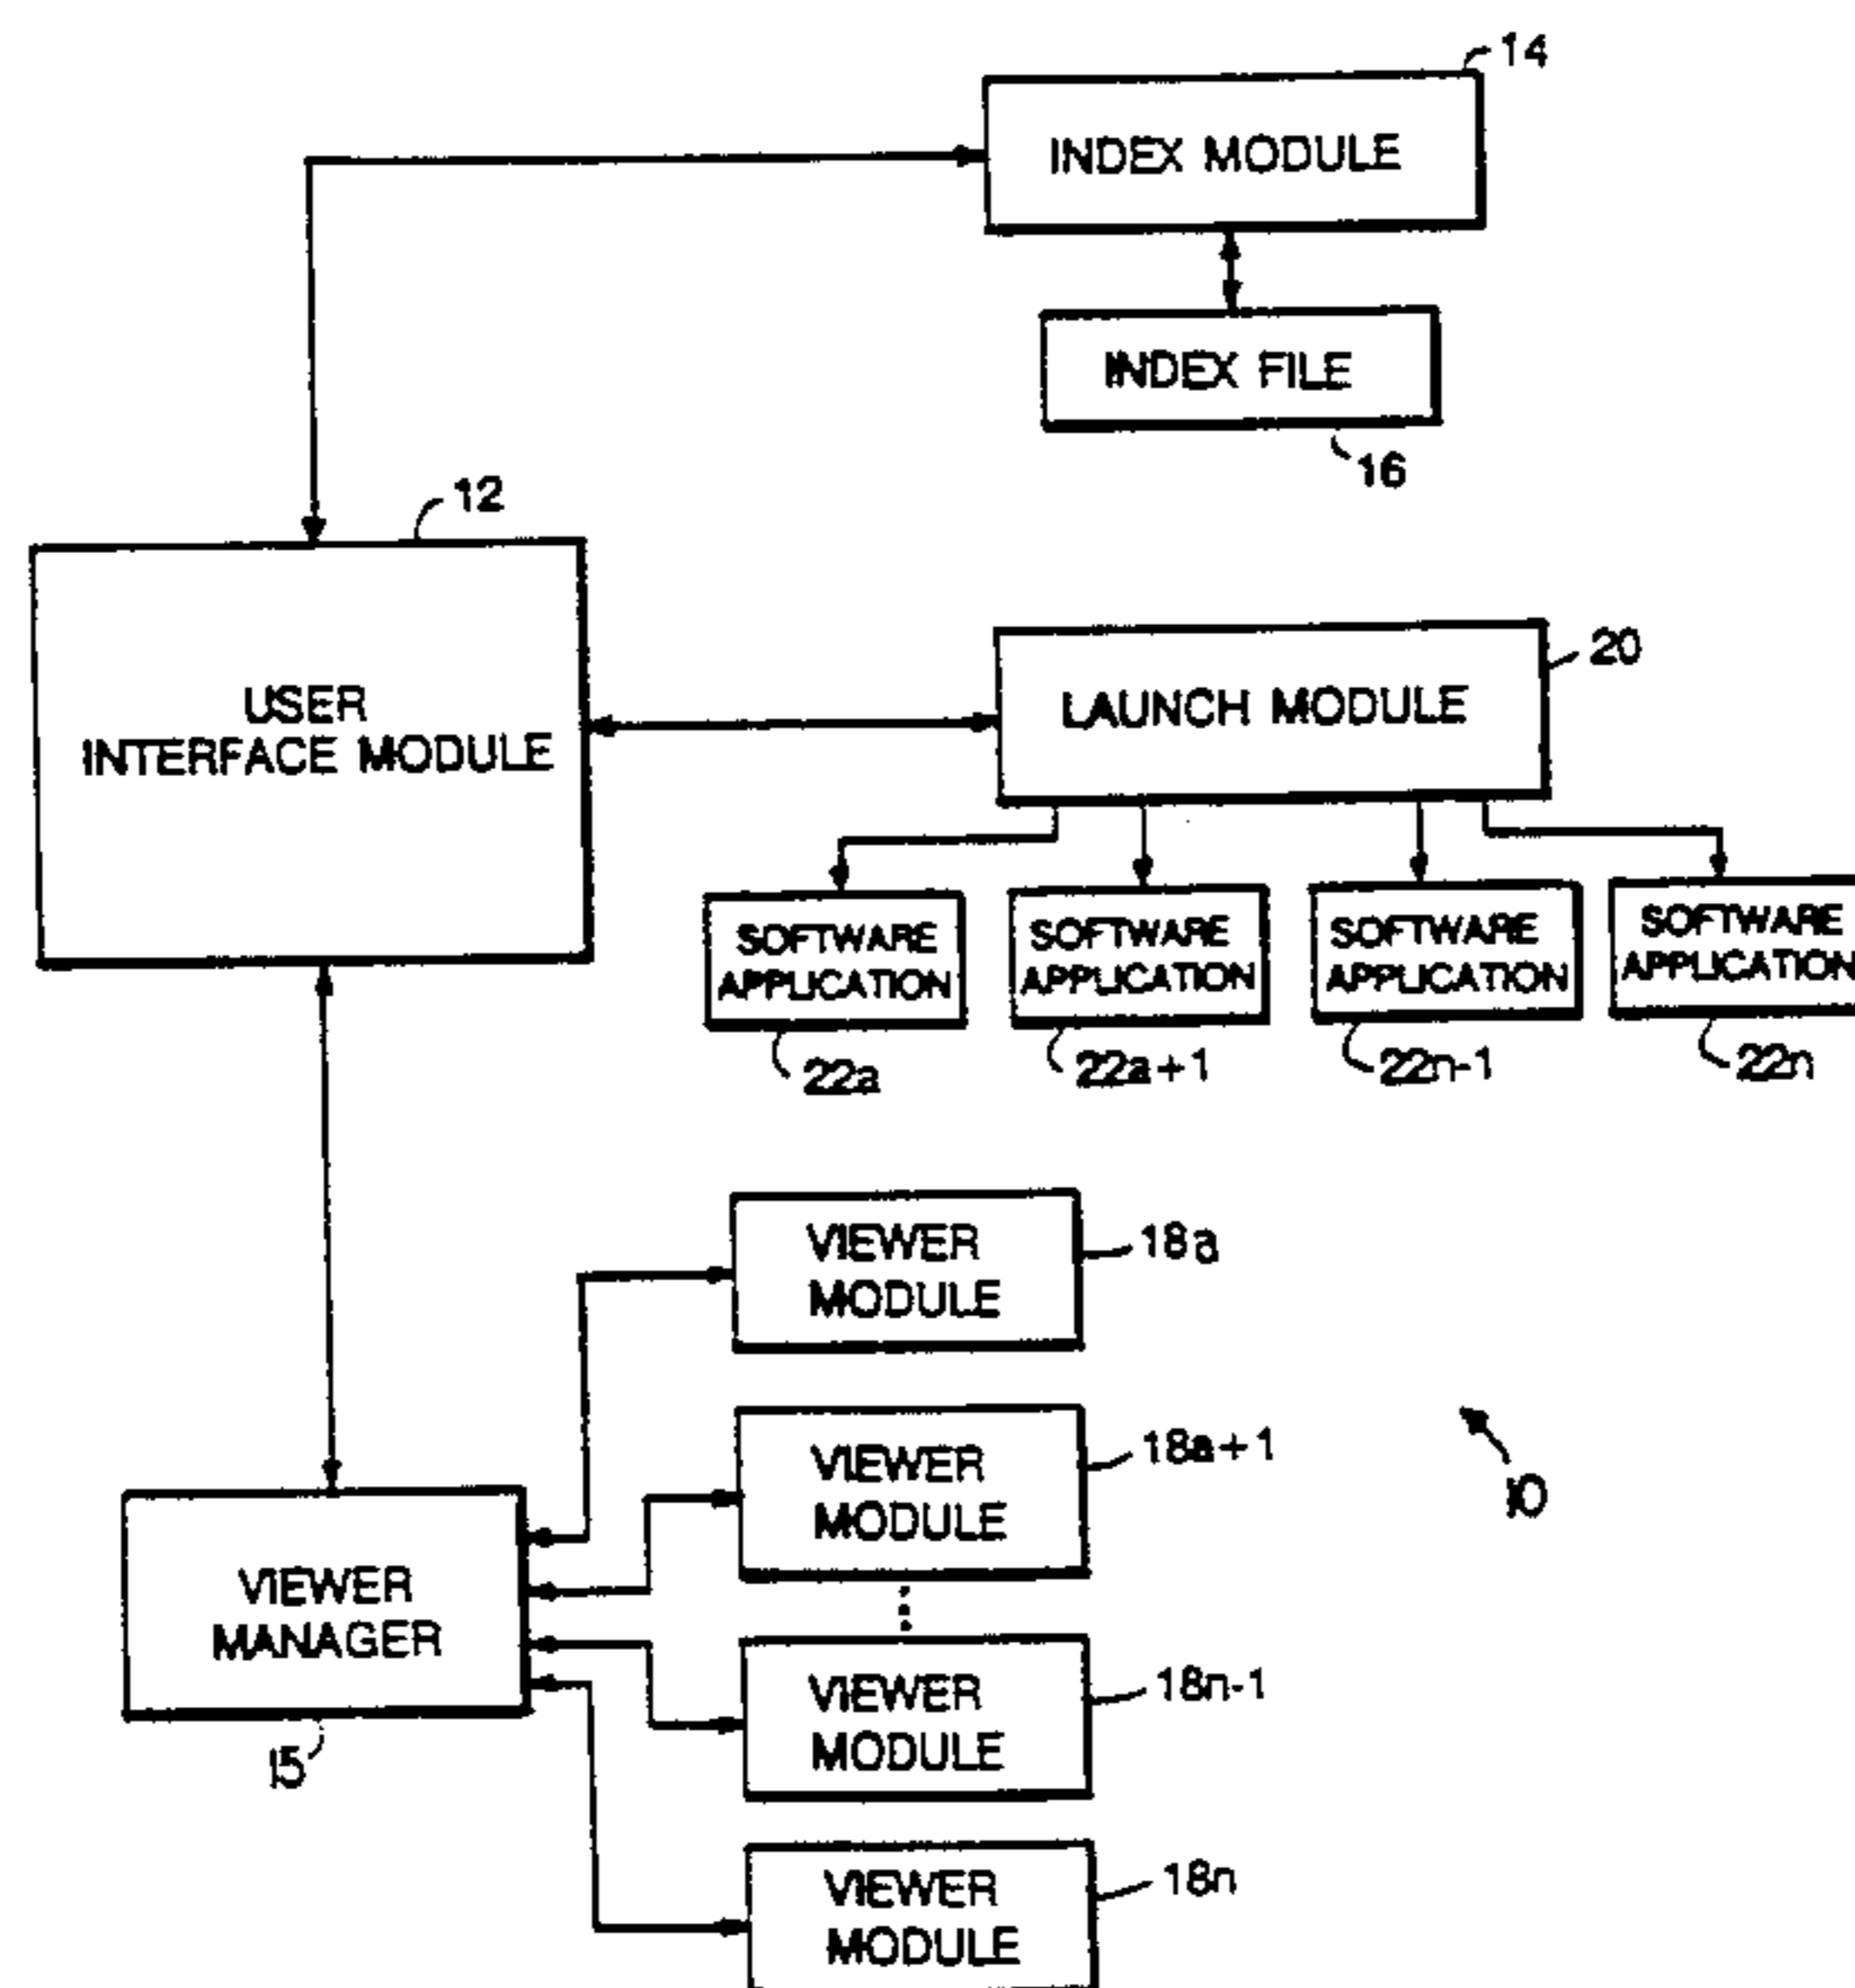 14
INDEX MODULE
INDEX FILE
16
12
USER
INTERFACE MODULE
20
LAUNCH MODULE
SOFTWARE
APPLICATION
SOFTWARE
APPLICATION
SOFTWARE
APPLICATION
SOFTWARE
APPLICATION
22a
22a+1
22n-1
22n
VIEWER
MODULE
18a
VIEWER
MODULE
18a+1
10
VIEWER
MANAGER
15
VIEWER
MODULE
18n-1
VIEWER
MODULE
18n